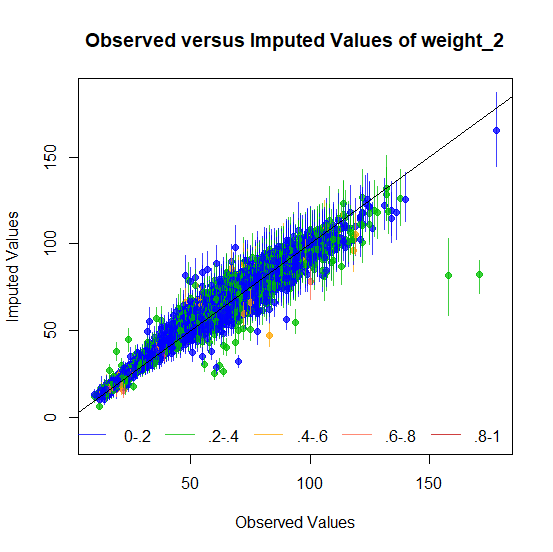 Observed versus Imputed Values of weight_2
Imputed Values
150
100
50
0
0-.2 .2-.4 .4-.6 .6-.8 .8-1
50 100 150
Observed Values